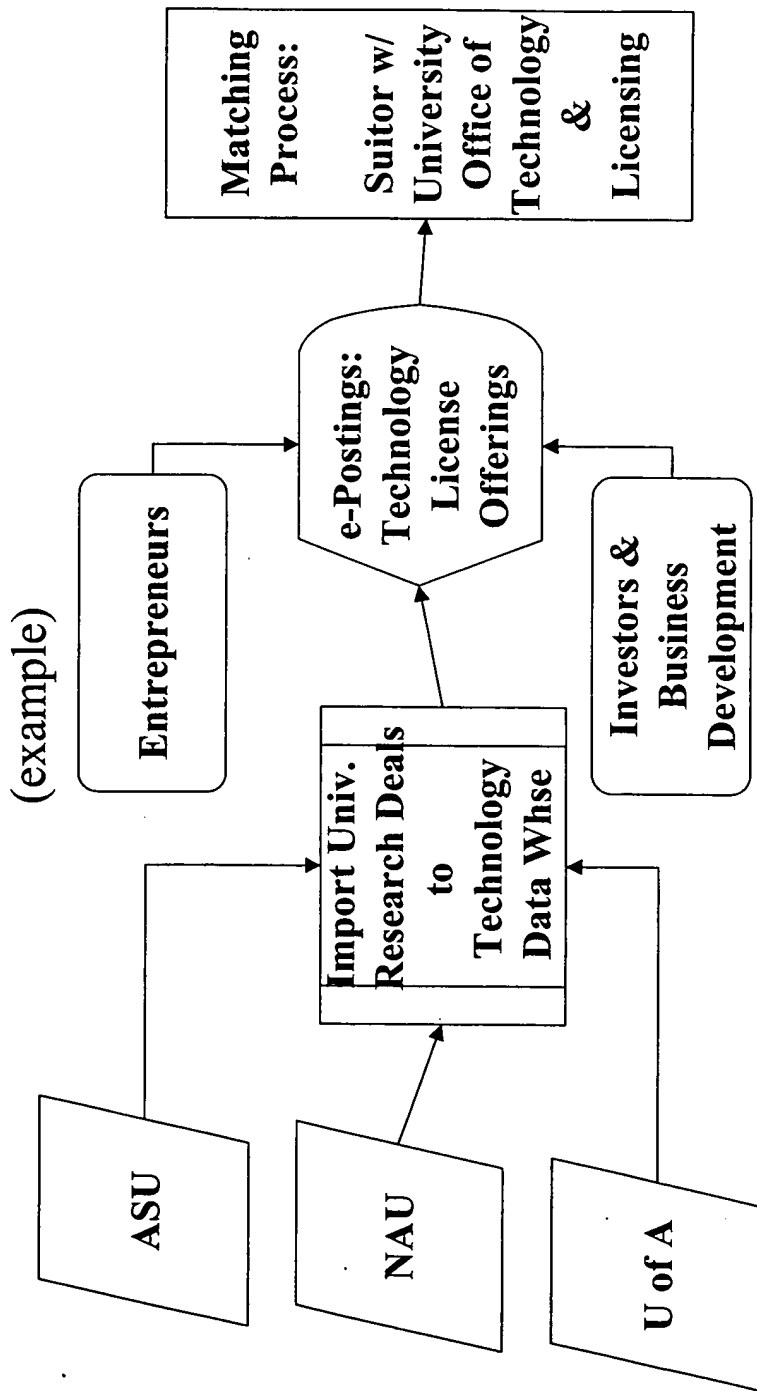 (example)
ASU
NAU
U of A
Import Univ.
Research Deals
to
Technology
Data Whse
Entrepreneurs
e-Postings:
Technology
License
Offerings
Investors &
Business
Development
Matching
Process:
Suitor w/
University
Office of
Technology
&
Licensing